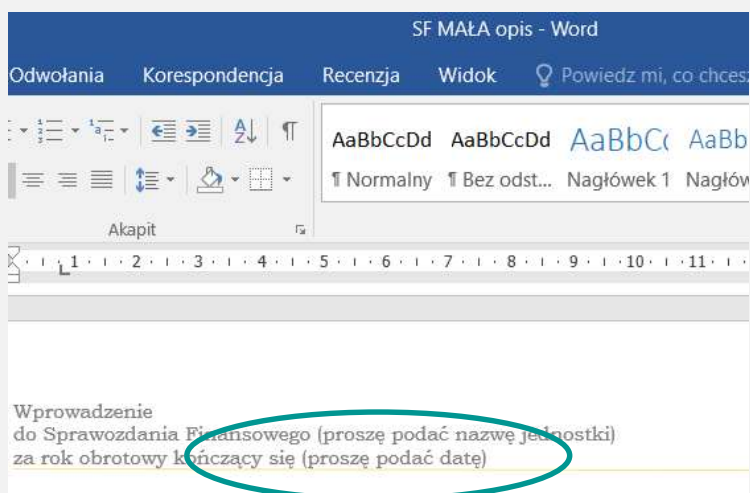 SF MAŁA opis - Word
Odwołania Korespondencja Recenzja Widok Powiedz mi, co chcesz
AaBbCcDd AaBbCcDd AaBbC AaBb
¶ Normalny ¶ Bez odst... Nagłówek 1 Nagłów
Akapit
1 2 3 4 5 6 7 8 9 10 11
Wprowadzenie
do Sprawozdania Finansowego (proszę podać nazwę jednostki)
za rok obrotowy kończący się (proszę podać datę)